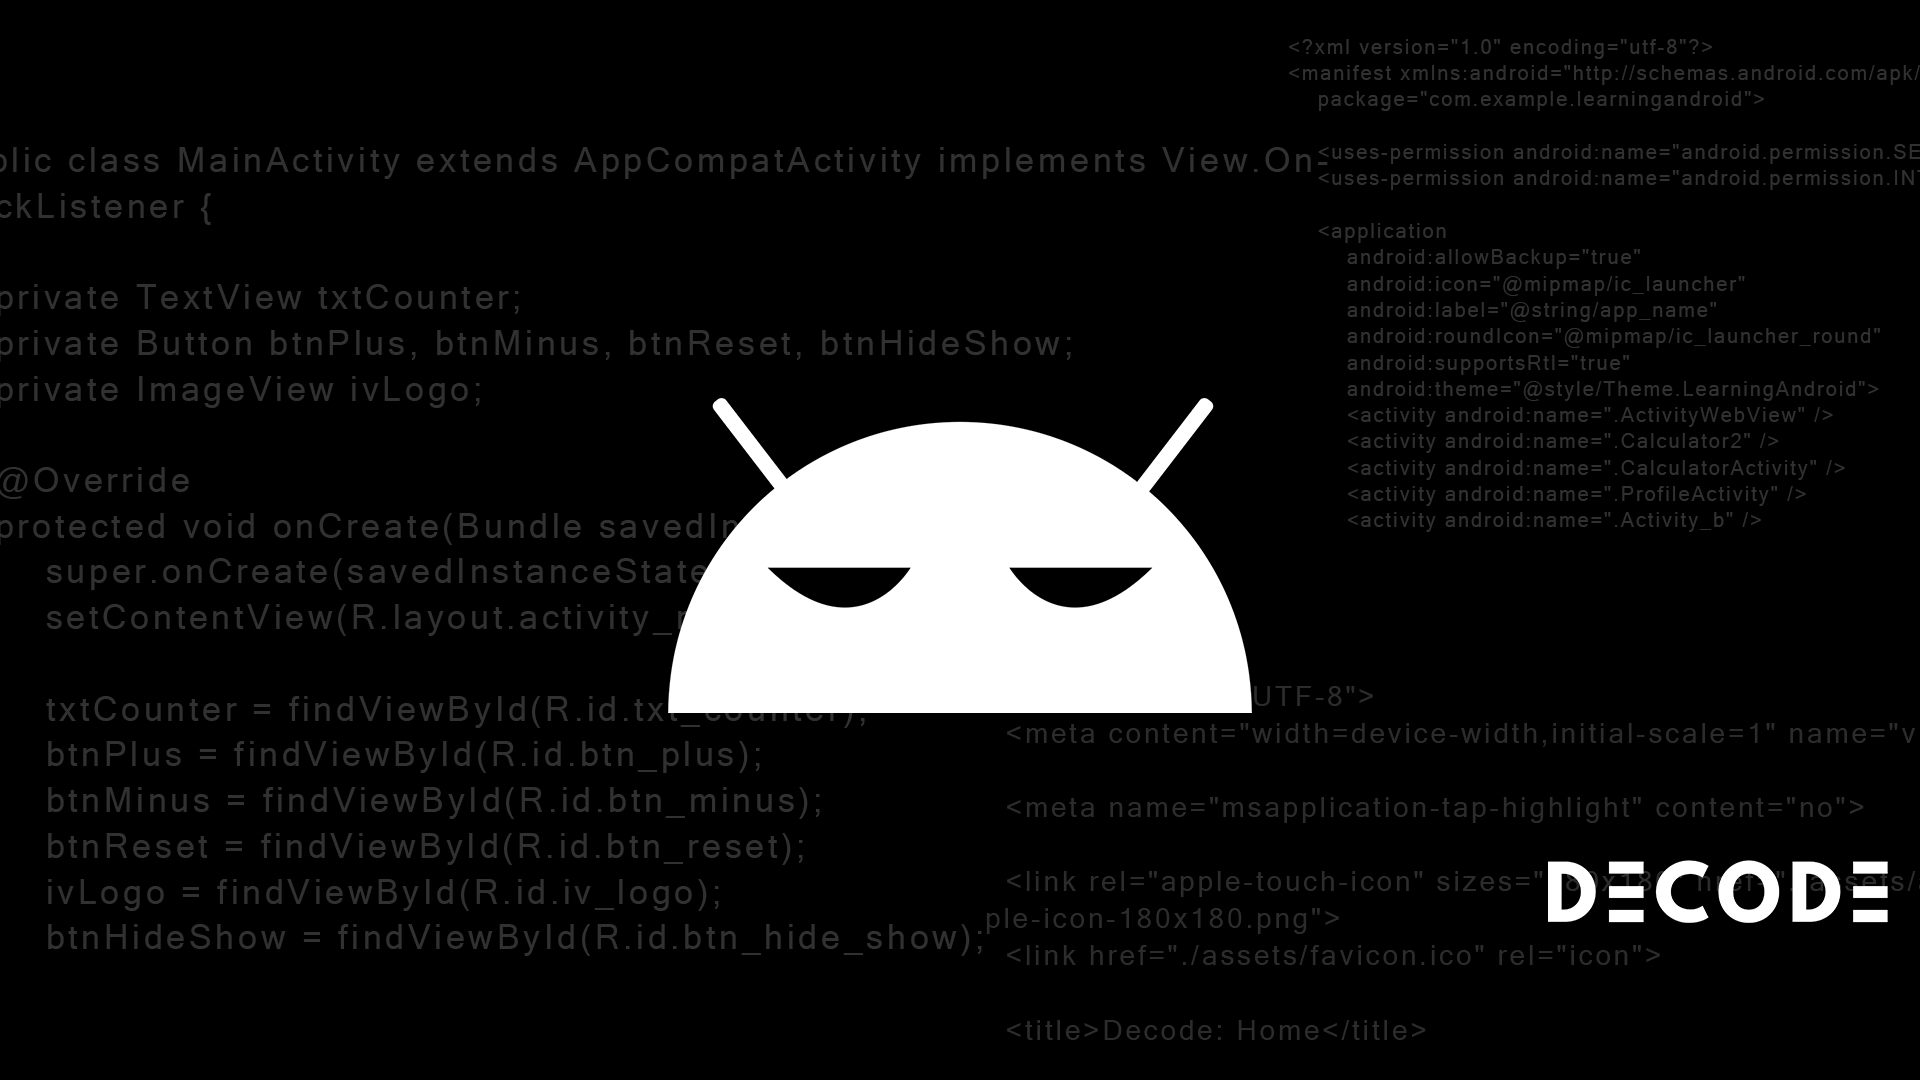 class MainActivity extends AppCompatActivity implements View.On-
ckListener {
private TextView txtCounter;
private Button btnPlus, btnMinus, btnReset, btnHideShow;
private ImageView ivLogo;
@Override
protected void onCreate(Bundle savedIn
super.onCreate(savedInstanceState
setContentView(R.layout.activity_
txtCounter = findViewById(R.id.txt_counter);
btnPlus = findViewById(R.id.btn_plus);
btnMinus = findViewById(R.id.btn_minus);
btnReset = findViewById(R.id.btn_reset);
ivLogo = findViewById(R.id.iv_logo);
btnHideShow = findViewById(R.id.btn_hide_show);
<?xml version="1.0" encoding="utf-8"?>
<manifest xmlns:android="http://schemas.android.com/apk/
package="com.example.learningandroid">
<uses-permission android:name="android.permission.SE
<uses-permission android:name="android.permission.INT
<application
android:allowBackup="true"
android:icon="@mipmap/ic_launcher"
android:label="@string/app_name"
android:roundIcon="@mipmap/ic_launcher_round"
android:supportsRtl="true"
android:theme="@style/Theme.LearningAndroid">
<activity android:name=".ActivityWebView" />
<activity android:name=".Calculator2" />
<activity android:name=".CalculatorActivity" />
<activity android:name=".ProfileActivity" />
<activity android:name=".Activity_b" />
UTF-8">
<meta content="width=device-width,initial-scale=1" name="v
<meta name="msapplication-tap-highlight" content="no">
<link rel="apple-touch-icon" sizes="
ple-icon-180x180.png">
<link href="./assets/favicon.ico" rel="icon">
<title>Decode: Home</title>
DECODE